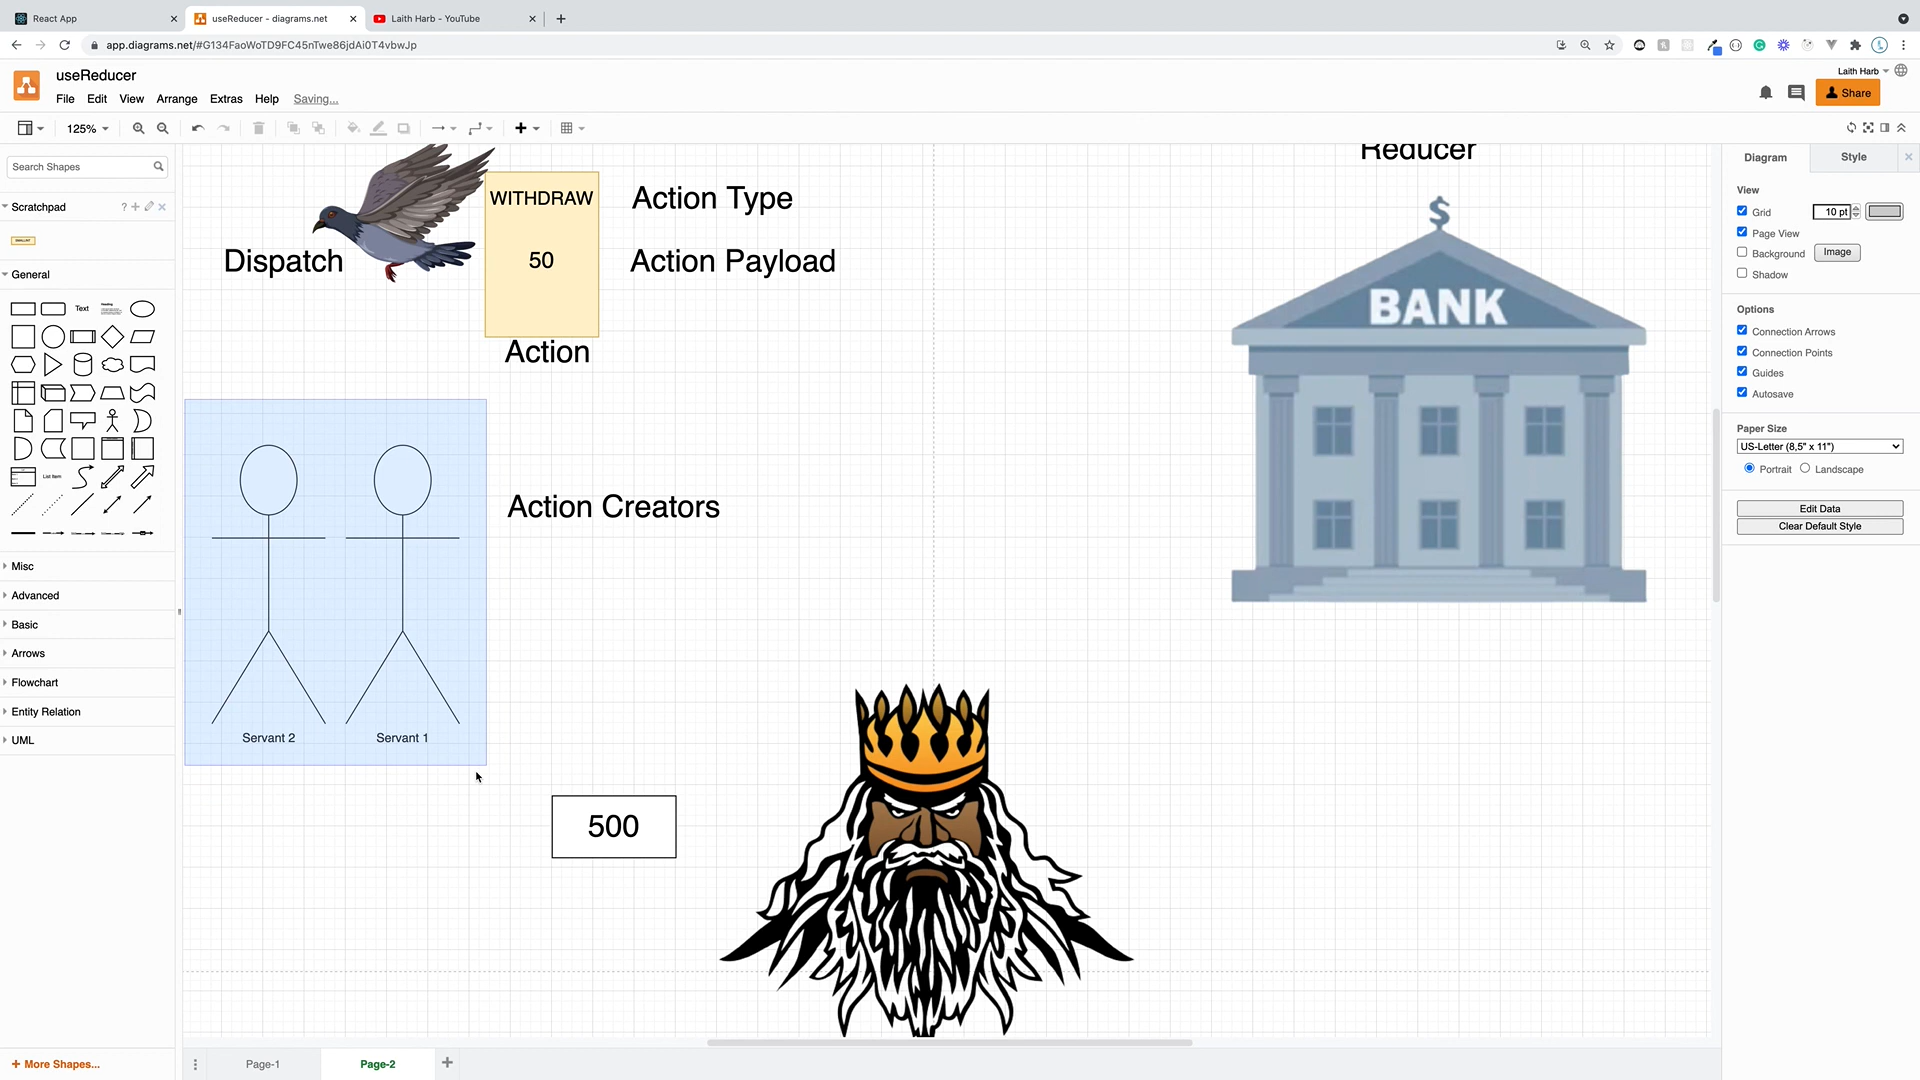 React App
useReducer - diagrams.net
Laith Harb - YouTube
app.diagrams.net/#G134FaoWoTD9FC45nTwe86jdAi0T4vbwJp
useReducer
File Edit View Arrange Extras Help Saving...
Laith Harb
Share
125%
Search Shapes
Scratchpad
?
General
Text
Heading
List Item
Misc
Advanced
Basic
Arrows
Flowchart
Entity Relation
UML
+ More Shapes...
Reducer
WITHDRAW
Action Type
Dispatch
50
Action Payload
Action
$
BANK
Action Creators
Servant 2
Servant 1
500
Page-1
Page-2
Diagram
Style
View
Grid
10 pt
Page View
Background
Image
Shadow
Options
Connection Arrows
Connection Points
Guides
Autosave
Paper Size
US-Letter (8,5" x 11")
Portrait
Landscape
Edit Data
Clear Default Style